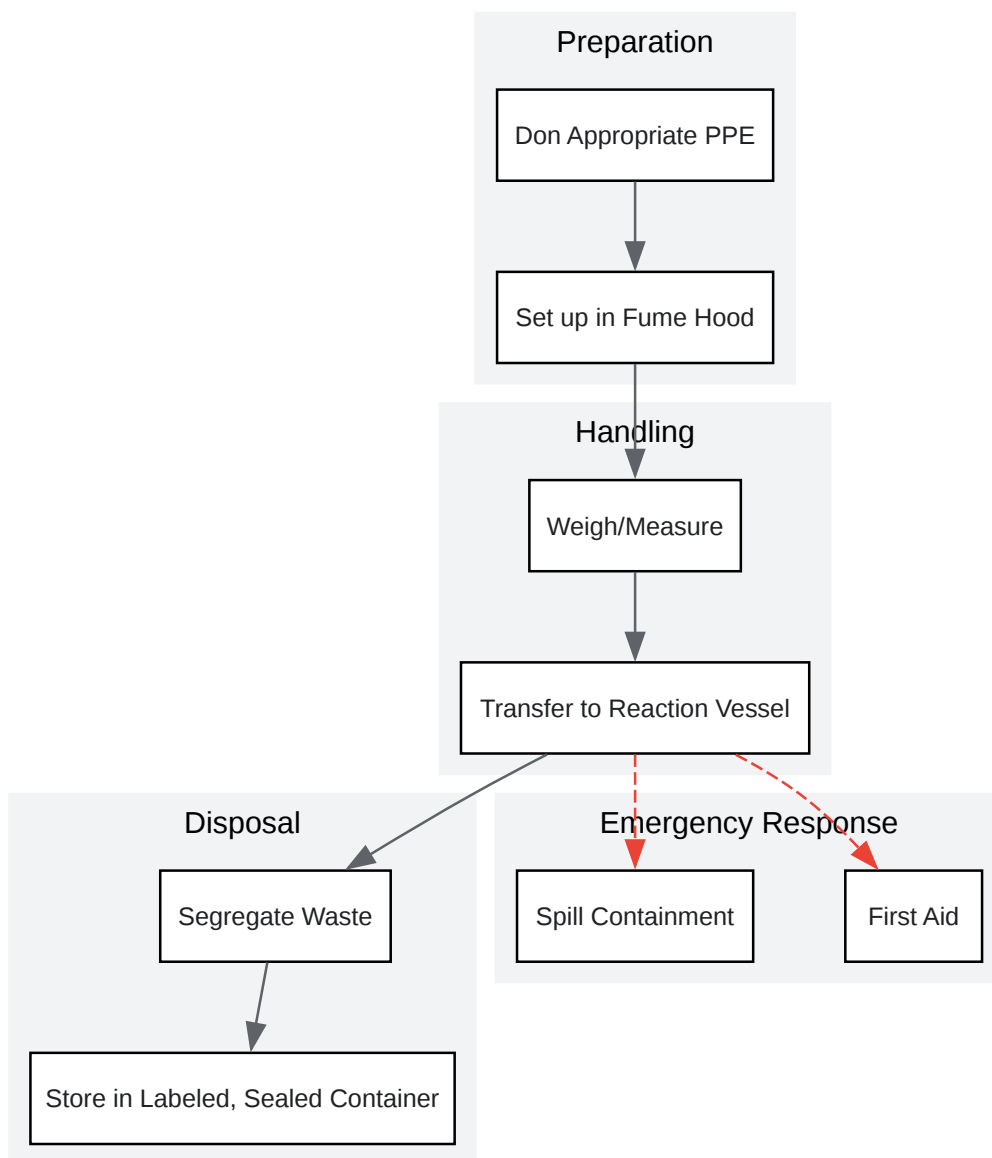 Preparation
Don Appropriate PPE
Set up in Fume Hood
Handling
Weigh/Measure
Transfer to Reaction Vessel
Disposal
Emergency Response
Segregate Waste
Spill Containment
First Aid
Store in Labeled, Sealed Container